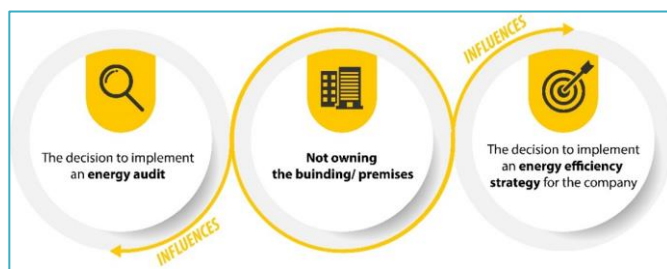 The decision to implement
an energy audit
INFLUENCES
Not owning
the buinding/ premises
INFLUENCES
The decision to implement
an energy efficiency
strategy for the company